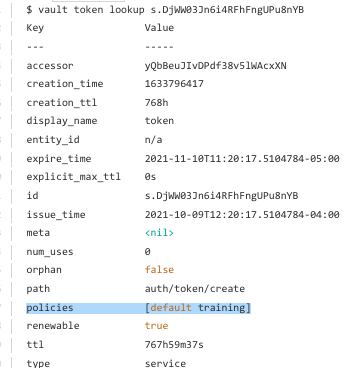 $ vault token lookup s.DjWW03Jn6i4RFhFngUPu8nYB
Key Value
--- -----
accessor yQbBeuJIvDPdf38v5lWAcxXN
creation_time 1633796417
creation_ttl 768h
display_name token
entity_id n/a
expire_time 2021-11-10T11:20:17.5104784-05:00
explicit_max_ttl 0s
id s.DjWW03Jn6i4RFhFngUPu8nYB
issue_time 2021-10-09T12:20:17.5104784-04:00
meta <nil>
num_uses 0
orphan false
path auth/token/create
policies [default training]
renewable true
ttl 767h59m37s
type service